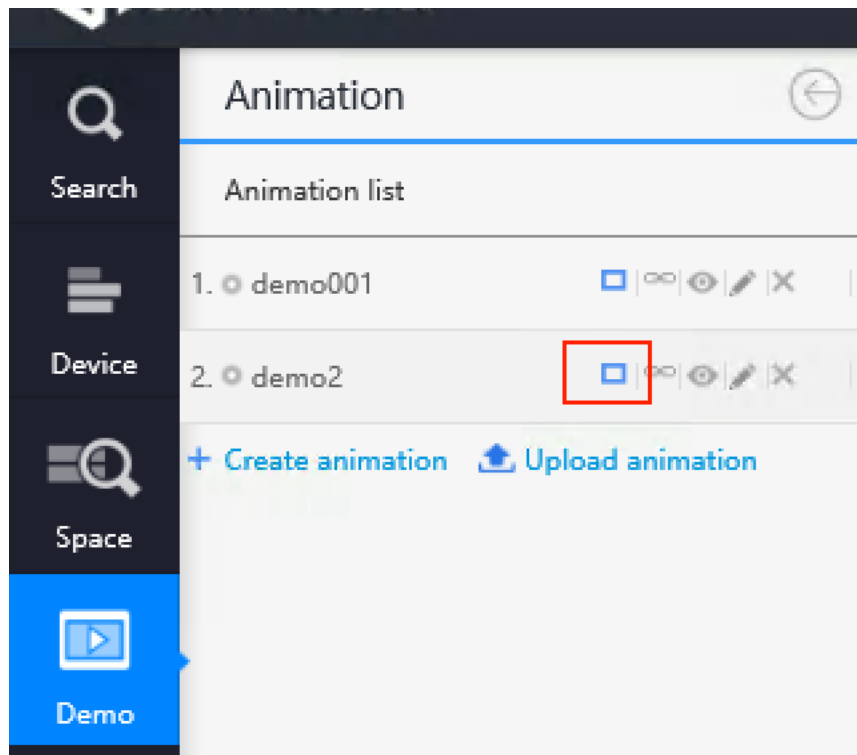 Animation
Search
Animation list
1. demo001
Device
2. demo2
+ Create animation Upload animation
Space
Demo